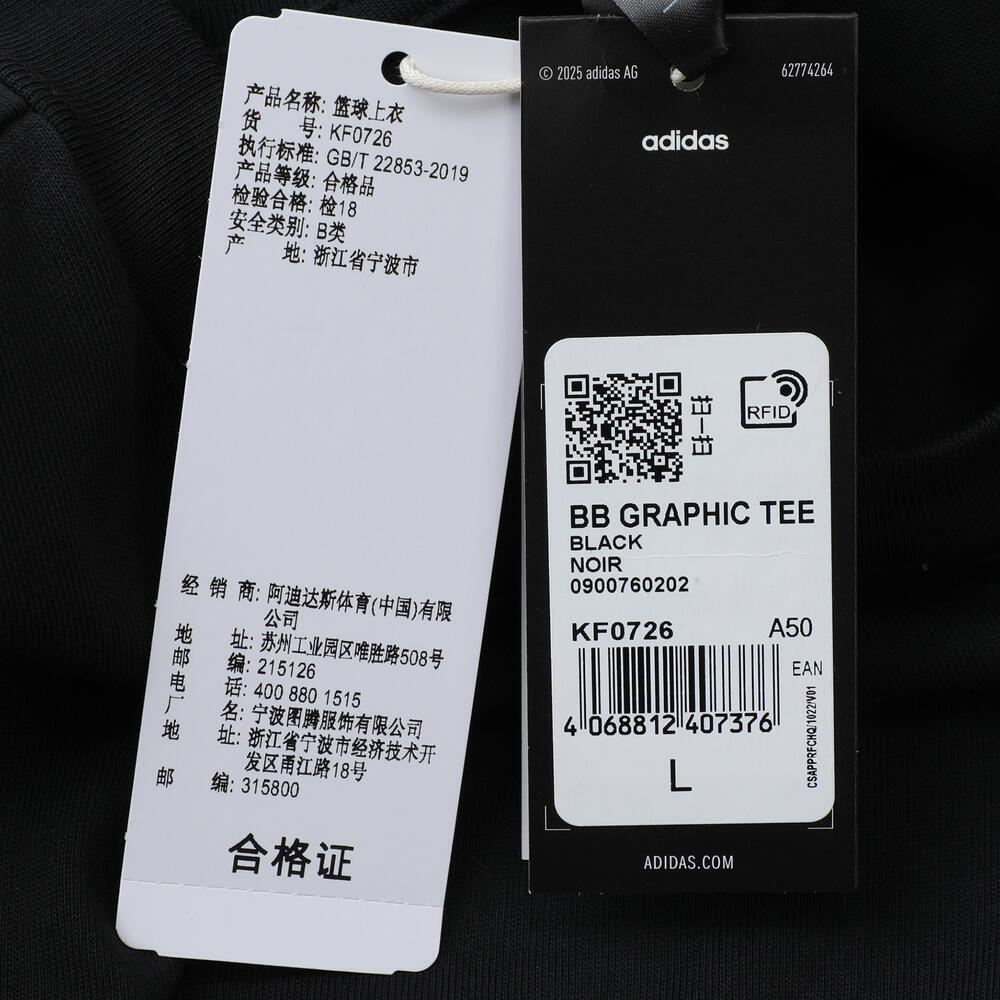 产品名称: 篮球上衣
货 号: KF0726
执行标准: GB/T 22853-2019
产品等级: 合格品
检验合格: 检18
安全类别: B类
产 地: 浙江省宁波市
经 销 商: 阿迪达斯体育(中国)有限
公司
地 址: 苏州工业园区唯胜路508号
邮 编: 215126
电 话: 400 880 1515
厂 名: 宁波图腾服饰有限公司
地 址: 浙江省宁波市经济技术开
发区甬江路18号
邮 编: 315800
合格证
© 2025 adidas AG
62774264
adidas
扫一扫
RFID
BB GRAPHIC TEE
BLACK
NOIR
0900760202
KF0726 A50
EAN
4 068812 407376
CSAPPRFCHQ/1022/V01
L
ADIDAS.COM